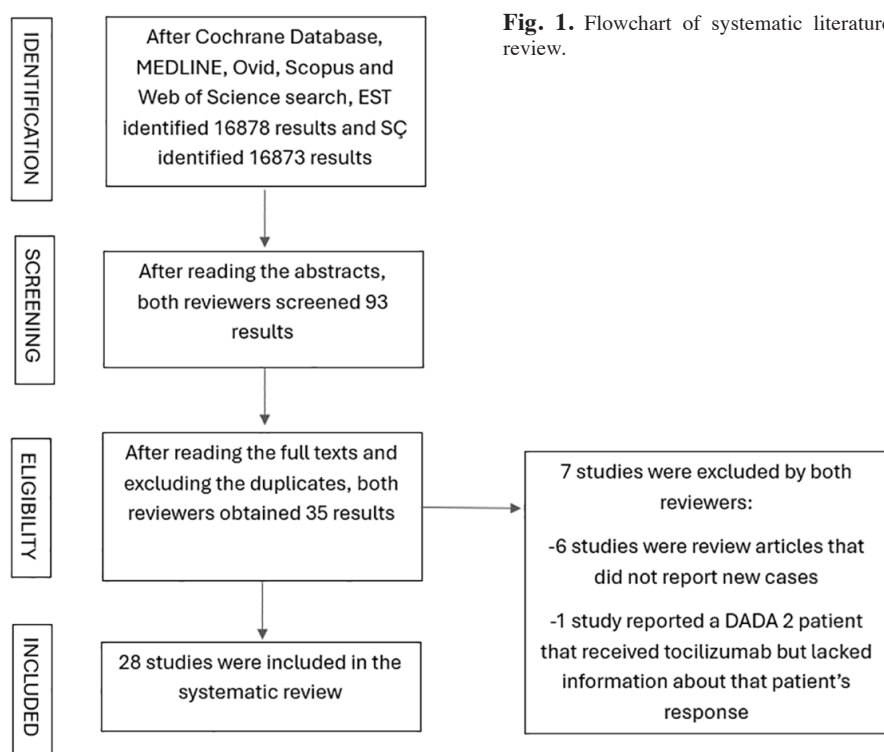 Fig. 1. Flowchart of systematic literature
review.
IDENTIFICATION
After Cochrane Database,
MEDLINE, Ovid, Scopus and
Web of Science search, EST
identified 16878 results and SÇ
identified 16873 results
SCREENING
After reading the abstracts,
both reviewers screened 93
results
ELIGIBILITY
After reading the full texts and
excluding the duplicates, both
reviewers obtained 35 results
7 studies were excluded by both
reviewers:
-6 studies were review articles that
did not report new cases
-1 study reported a DADA 2 patient
that received tocilizumab but lacked
information about that patient's
response
INCLUDED
28 studies were included in the
systematic review